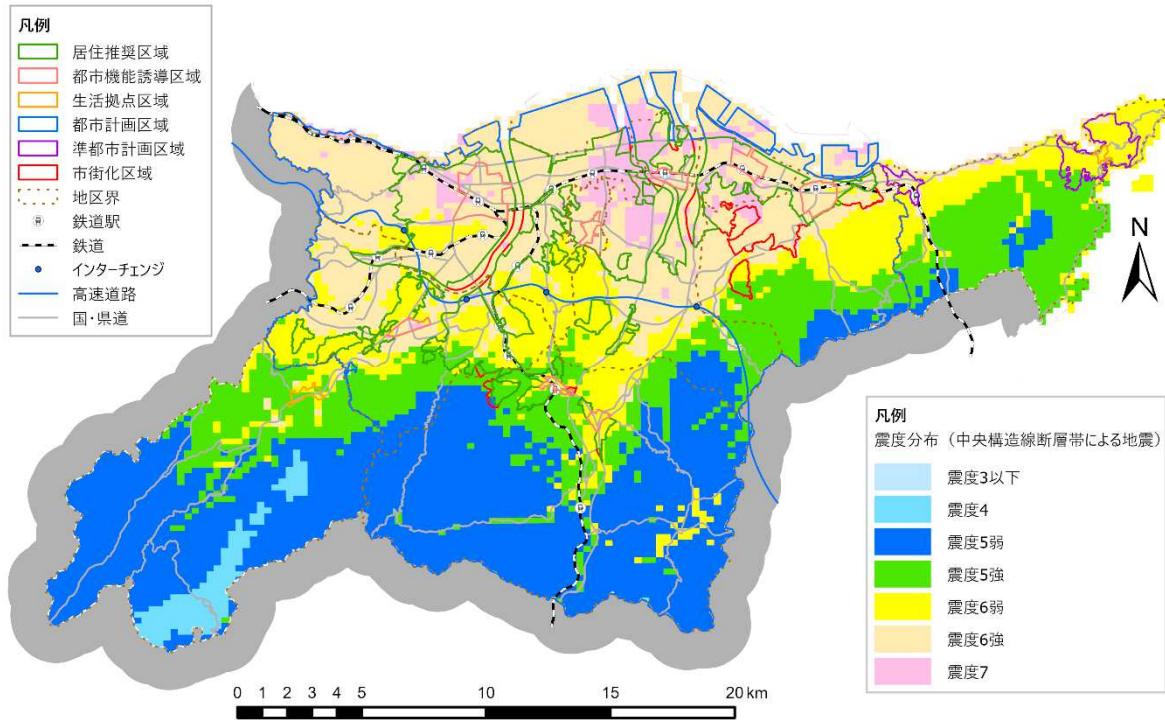 凡例
居住推奨区域
都市機能誘導区域
生活拠点区域
都市計画区域
準都市計画区域
市街化区域
地区界
鉄道駅
鉄道
インターチェンジ
高速道路
国・県道
N
凡例
震度分布（中央構造線断層帯による地震）
震度3以下
震度4
震度5弱
震度5強
震度6弱
震度6強
震度7
0 1 2 3 4 5 10 15 20 km